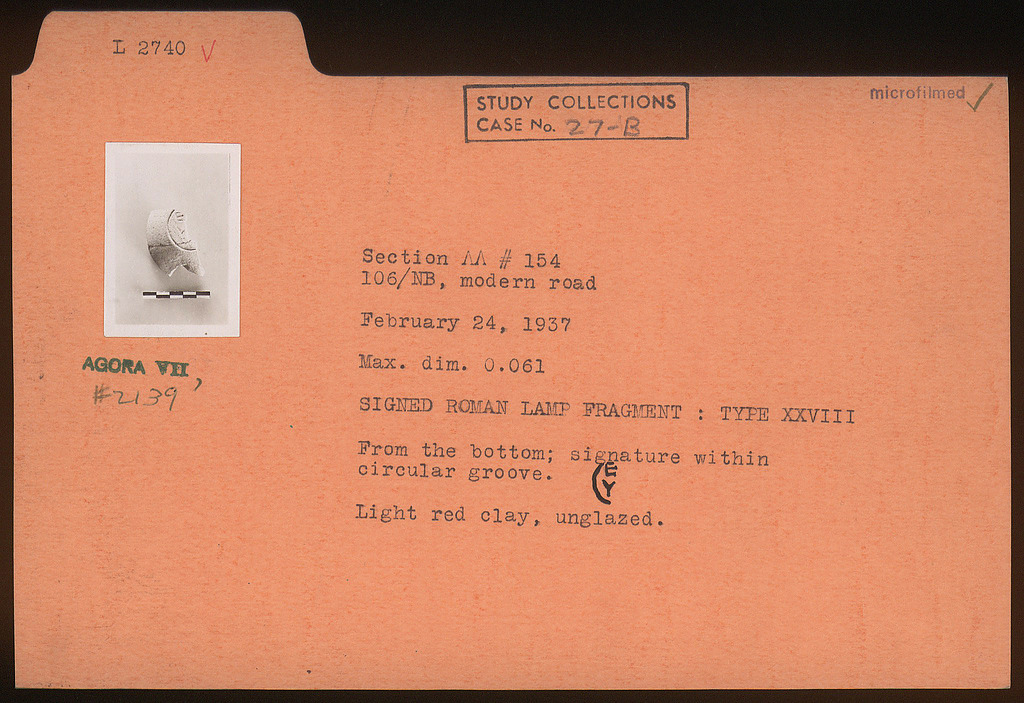 L 2740 ✓
STUDY COLLECTIONS
CASE No. 27-B
microfilmed ✓
Section ΛΛ # 154
106/NB, modern road
February 24, 1937
Max. dim. 0.061
AGORA VII,
#2139
SIGNED ROMAN LAMP FRAGMENT : TYPE XXVIII
From the bottom; signature within
circular groove.
(E
Y
Light red clay, unglazed.